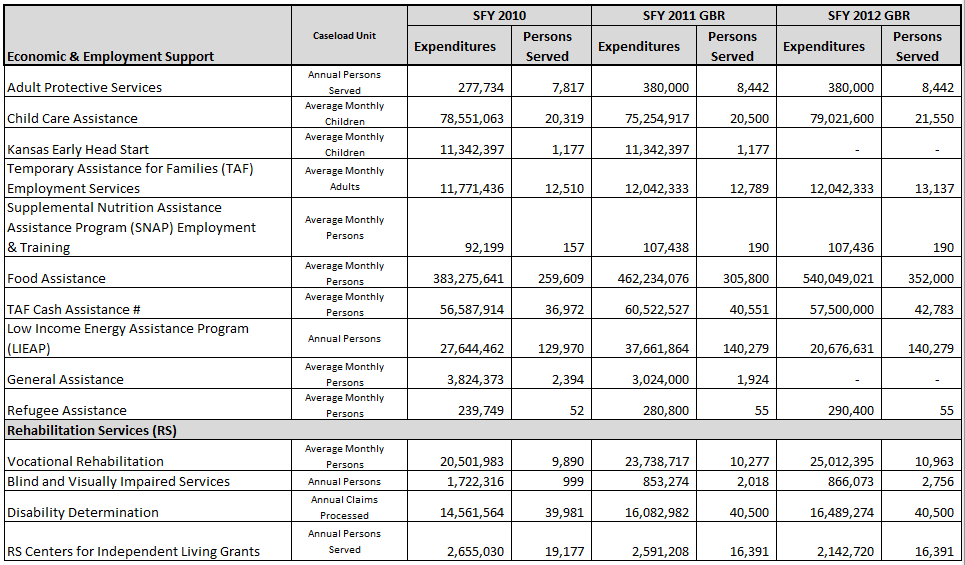 SFY 2010 SFY 2011 GBR SFY 2012 GBR
Economic & Employment Support Caseload Unit Expenditures Persons Served Expenditures Persons Served Expenditures Persons Served
Adult Protective Services Annual Persons Served 277,734 7,817 380,000 8,442 380,000 8,442
Child Care Assistance Average Monthly Children 78,551,063 20,319 75,254,917 20,500 79,021,600 21,550
Kansas Early Head Start Average Monthly Children 11,342,397 1,177 11,342,397 1,177 - -
Temporary Assistance for Families (TAF)
Employment Services Average Monthly Adults 11,771,436 12,510 12,042,333 12,789 12,042,333 13,137
Supplemental Nutrition Assistance
Assistance Program (SNAP) Employment
& Training Average Monthly Persons 92,199 157 107,438 190 107,436 190
Food Assistance Average Monthly Persons 383,275,641 259,609 462,234,076 305,800 540,049,021 352,000
TAF Cash Assistance # Average Monthly Persons 56,587,914 36,972 60,522,527 40,551 57,500,000 42,783
Low Income Energy Assistance Program
(LIEAP) Annual Persons 27,644,462 129,970 37,661,864 140,279 20,676,631 140,279
General Assistance Average Monthly Persons 3,824,373 2,394 3,024,000 1,924 - -
Refugee Assistance Average Monthly Persons 239,749 52 280,800 55 290,400 55
Rehabilitation Services (RS)
Vocational Rehabilitation Average Monthly Persons 20,501,983 9,890 23,738,717 10,277 25,012,395 10,963
Blind and Visually Impaired Services Annual Persons 1,722,316 999 853,274 2,018 866,073 2,756
Disability Determination Annual Claims Processed 14,561,564 39,981 16,082,982 40,500 16,489,274 40,500
RS Centers for Independent Living Grants Annual Persons Served 2,655,030 19,177 2,591,208 16,391 2,142,720 16,391